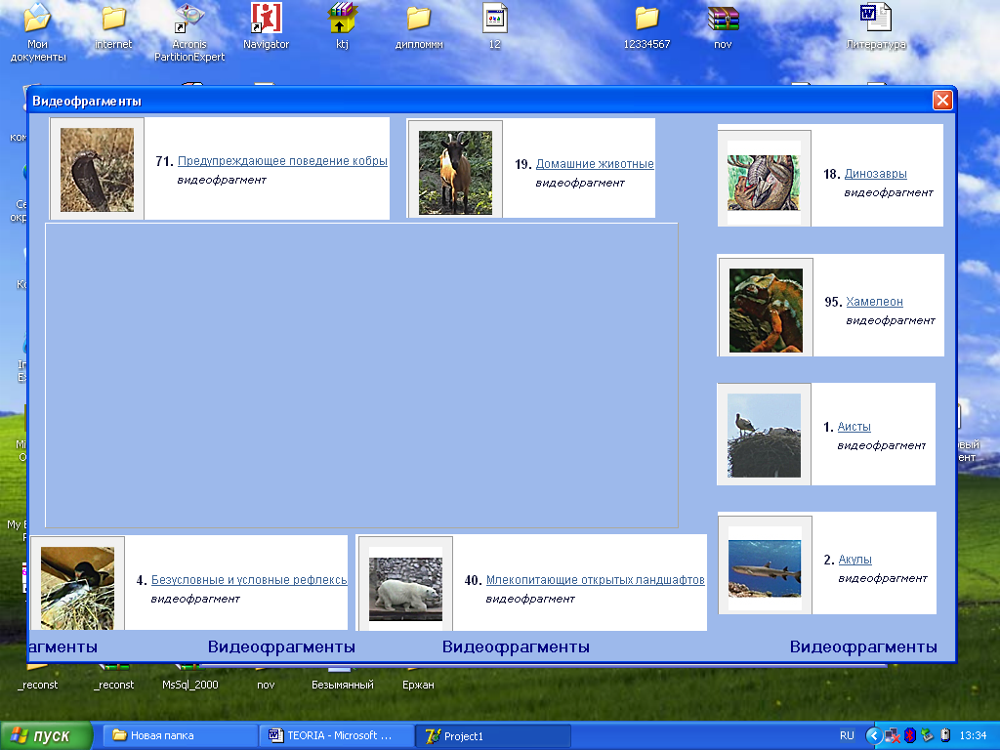 Мои документы
internet
Acronis PartitionExpert
Navigator
ktj
дипломмм
12
12334567
nov
Литература
Видеофрагменты
71. Предупреждающее поведение кобры
видеофрагмент
19. Домашние животные
видеофрагмент
18. Динозавры
видеофрагмент
95. Хамелеон
видеофрагмент
1. Аисты
видеофрагмент
2. Акулы
видеофрагмент
4. Безусловные и условные рефлексы
видеофрагмент
40. Млекопитающие открытых ландшафтов
видеофрагмент
агменты
Видеофрагменты
Видеофрагменты
Видеофрагменты
_reconst
_reconst
MsSql_2000
nov
Безымянный
Ержан
пуск
Новая папка
TEORIA - Microsoft ...
Project1
RU
13:34